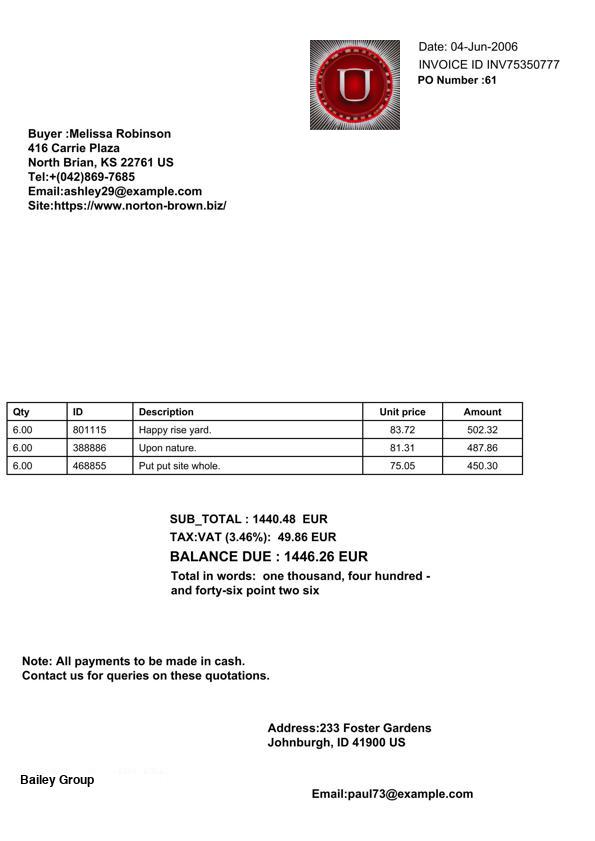 U
Date: 04-Jun-2006
INVOICE ID INV75350777
PO Number :61
Buyer :Melissa Robinson
416 Carrie Plaza
North Brian, KS 22761 US
Tel:+(042)869-7685
Email:ashley29@example.com
Site:https://www.norton-brown.biz/
Qty ID Description Unit price Amount
6.00 801115 Happy rise yard. 83.72 502.32
6.00 388886 Upon nature. 81.31 487.86
6.00 468855 Put put site whole. 75.05 450.30
SUB_TOTAL : 1440.48 EUR
TAX:VAT (3.46%): 49.86 EUR
BALANCE DUE : 1446.26 EUR
Total in words: one thousand, four hundred -
and forty-six point two six
Note: All payments to be made in cash.
Contact us for queries on these quotations.
Address:233 Foster Gardens
Johnburgh, ID 41900 US
Bailey Group
Email:paul73@example.com